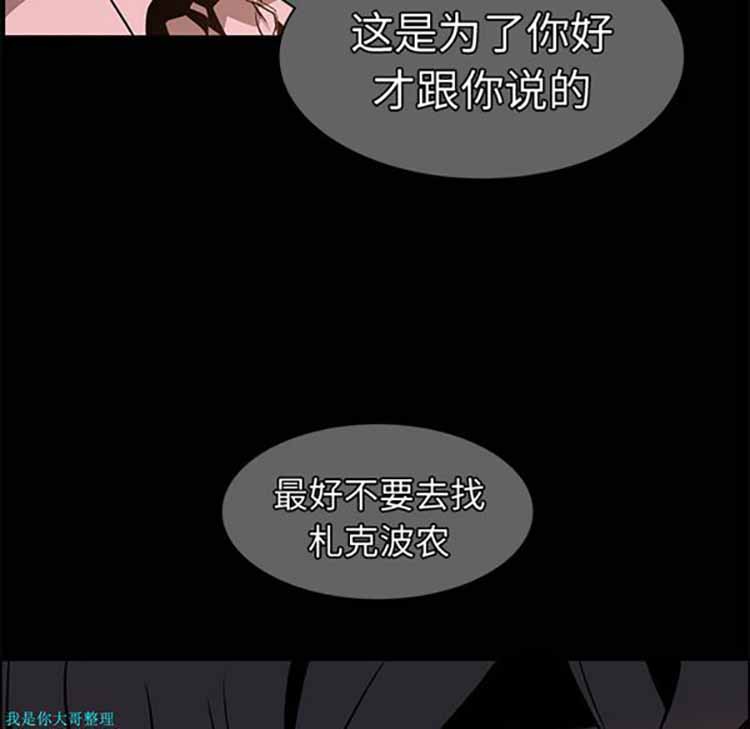 这是为了你好
才跟你说的
最好不要去找
札克波农
我是你大哥整理